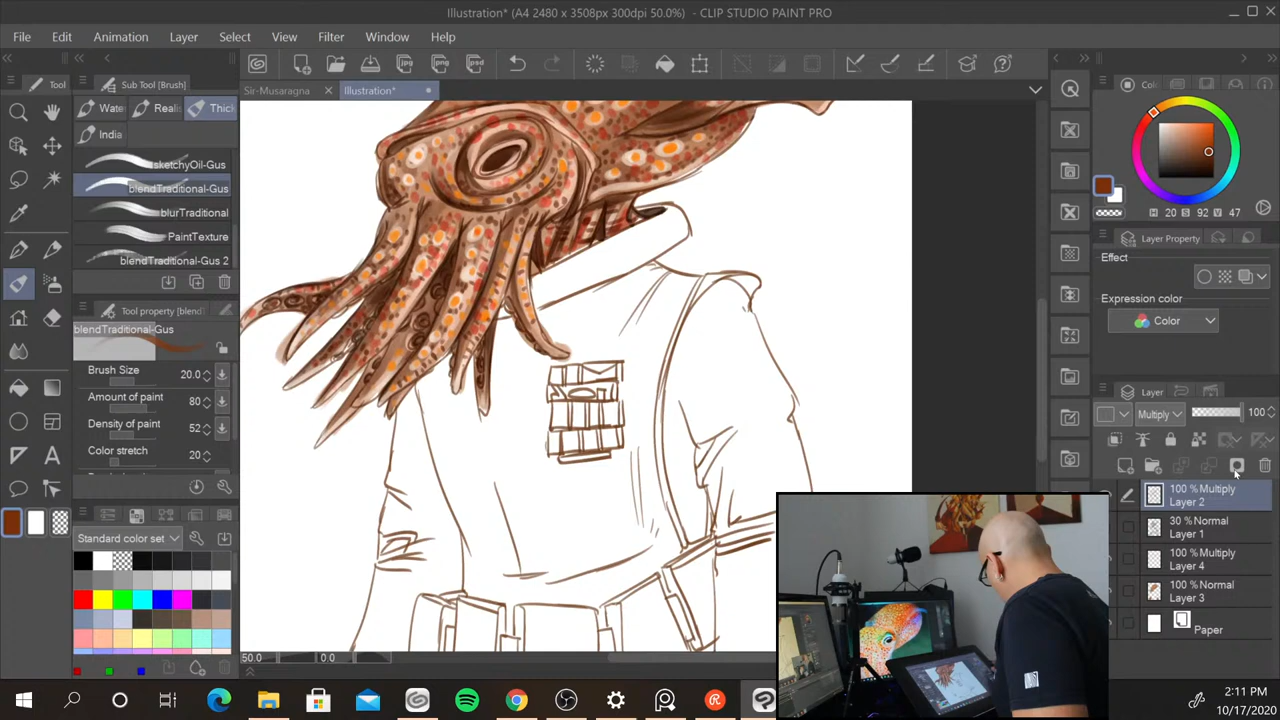 Illustration* (A4 2480 x 3508px 300dpi 50.0%) - CLIP STUDIO PAINT PRO
File Edit Animation Layer Select View Filter Window Help
Tool
Sub Tool [Brush]
Sir-Musaragna
Illustration*
Wate
Reali
Thick
India
sketchyOil-Gus
blendTraditional-Gus
blurTraditional
PaintTexture
blendTraditional-Gus 2
Tool property [blend
blendTraditional-Gus
Brush Size 20.0
Amount of paint 80
Density of paint 52
Color stretch 20
Standard color set
50.0 0.0
H 20 S 92 V 47
Layer Property
Effect
Expression color
Color
Layer
Multiply 100
100 % Multiply
Layer 2
30 % Normal
Layer 1
100 % Multiply
Layer 4
100 % Normal
Layer 3
Paper
2:11 PM
10/17/2020